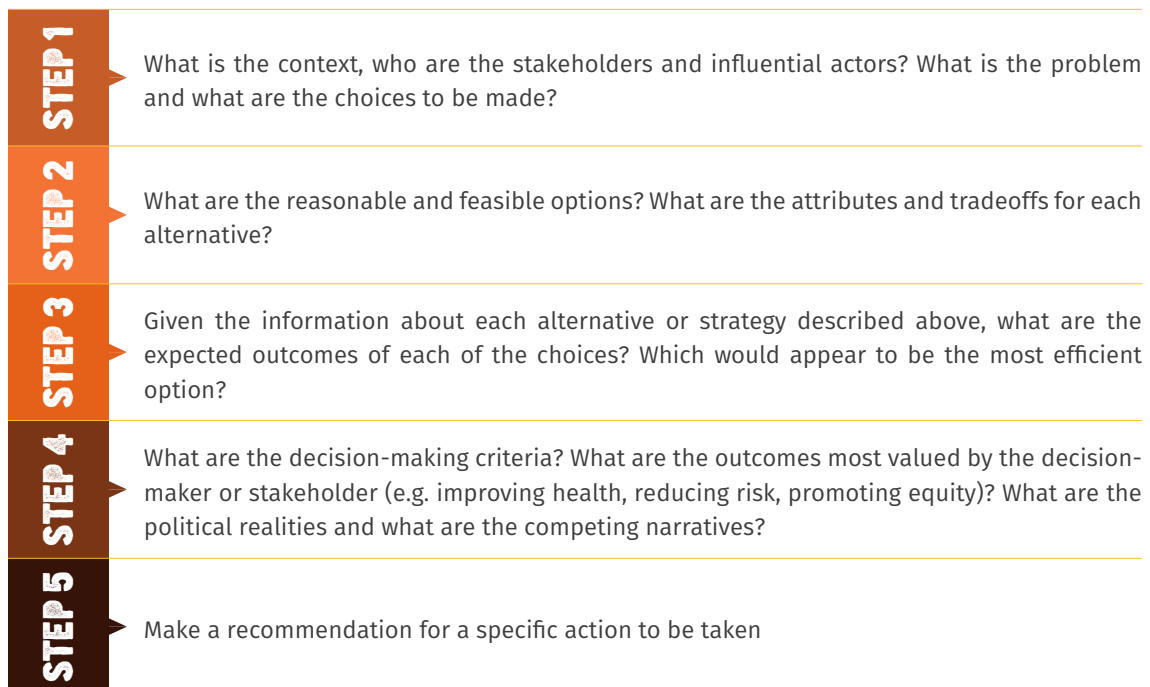 STEP 1
What is the context, who are the stakeholders and influential actors? What is the problem
and what are the choices to be made?
STEP 2
What are the reasonable and feasible options? What are the attributes and tradeoffs for each
alternative?
STEP 3
Given the information about each alternative or strategy described above, what are the
expected outcomes of each of the choices? Which would appear to be the most efficient
option?
STEP 4
What are the decision-making criteria? What are the outcomes most valued by the decision-
maker or stakeholder (e.g. improving health, reducing risk, promoting equity)? What are the
political realities and what are the competing narratives?
STEP 5
Make a recommendation for a specific action to be taken